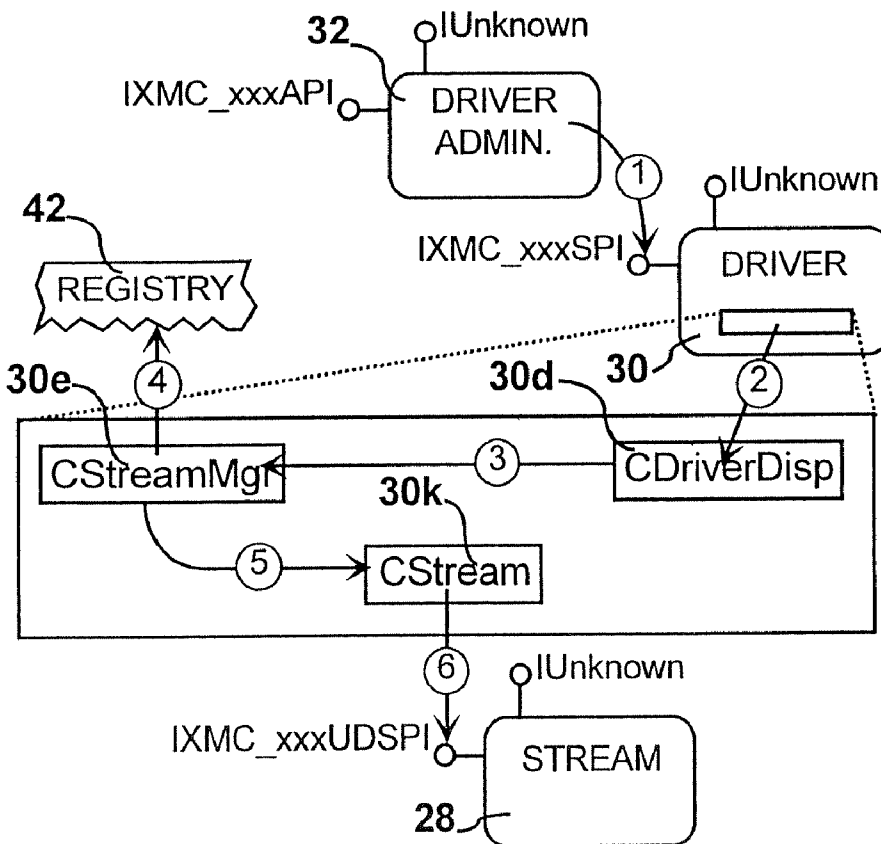 32
IUnknown
IXMC_xxxAPI
DRIVER
ADMIN.
1
IUnknown
42
IXMC_xxxSPI
REGISTRY
DRIVER
30e
4
30d
30
2
CStreamMgr
3
CDriverDisp
30k
5
CStream
6
IUnknown
IXMC_xxxUDSPI
STREAM
28